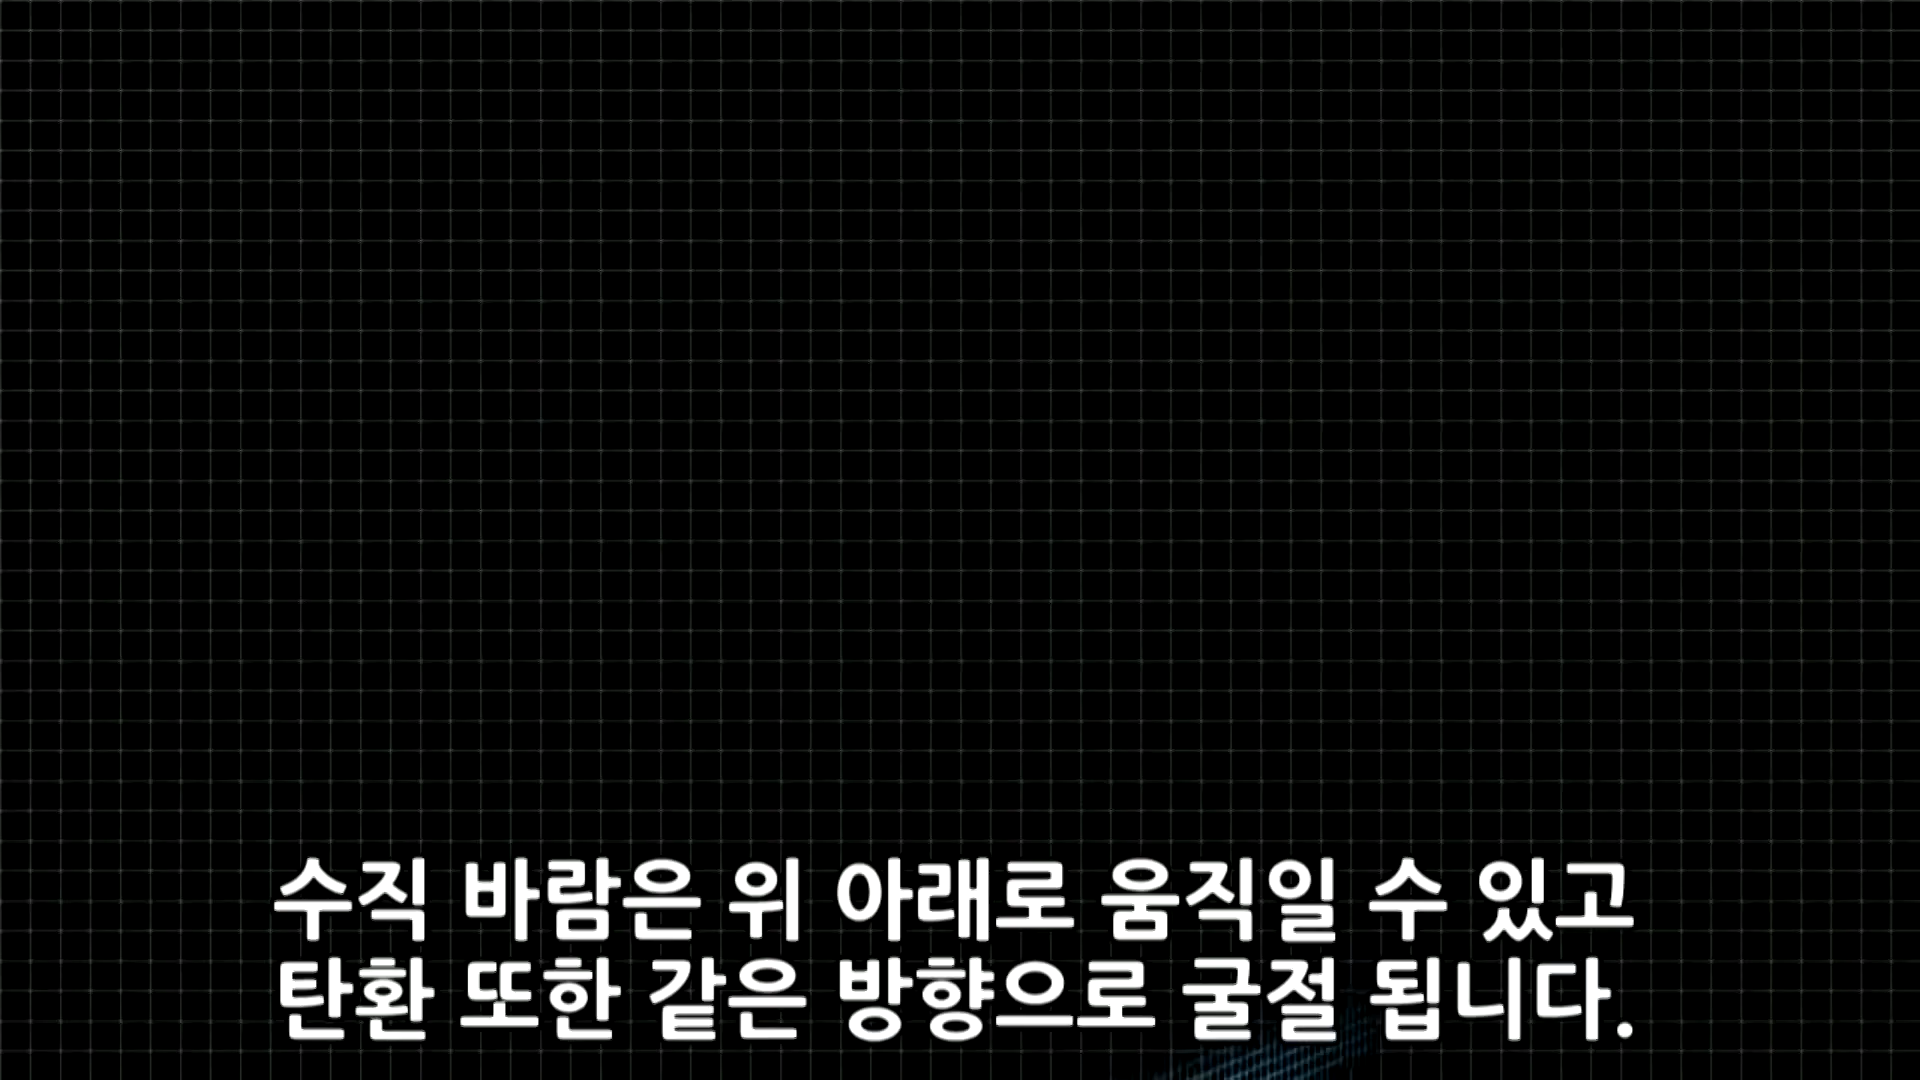 수직 바람은 위 아래로 움직일 수 있고
탄환 또한 같은 방향으로 굴절 됩니다.